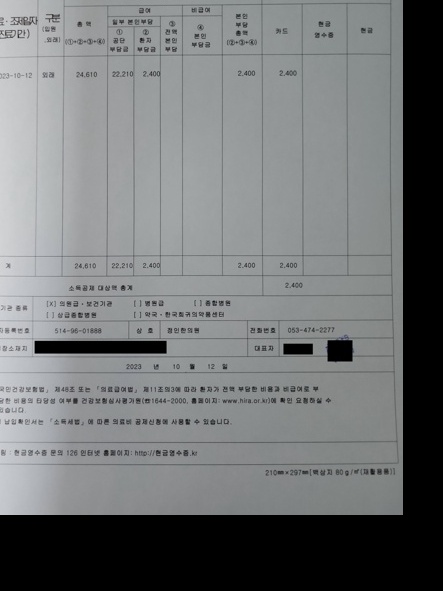 료·조제일자 구분 총 액 급여 비급여 본인 부담 총액 카드 현금 영수증 현금
진료기간) (입원 외래) 일부 본인부담 ③ 전액 본인 부담 ④ 본인 부담금
(①+②+③+④) ① 공단 부담금 ② 환자 부담금 (②+③+④)
023-10-12 외래 24,610 22,210 2,400 2,400 2,400
계 24,610 22,210 2,400 2,400 2,400
소득공제 대상액 총계 2,400
기관 종류 [X] 의원급·보건기관 [ ] 병원급 [ ] 종합병원
[ ] 상급종합병원 [ ] 약국·한국희귀의약품센터
자등록번호 514-96-01888 상 호 경민한의원 전화번호 053-474-2277
장소재지 대표자
2023 년 10 월 12 일
국민건강보험법」 제48조 또는 「의료급여법」 제11조의3에 따라 환자가 전액 부담한 비용과 비급여로 부
담한 비용의 타당성 여부를 건강보험심사평가원(☎1644-2000, 홈페이지: www.hira.or.kr)에 확인 요청하실 수
있습니다.
납입확인서는 「소득세법」에 따른 의료비 공제신청에 사용할 수 있습니다.
: 현금영수증 문의 126 인터넷 홈페이지: http://현금영수증.kr
210㎜×297㎜[백상지 80g/㎡(재활용품)]